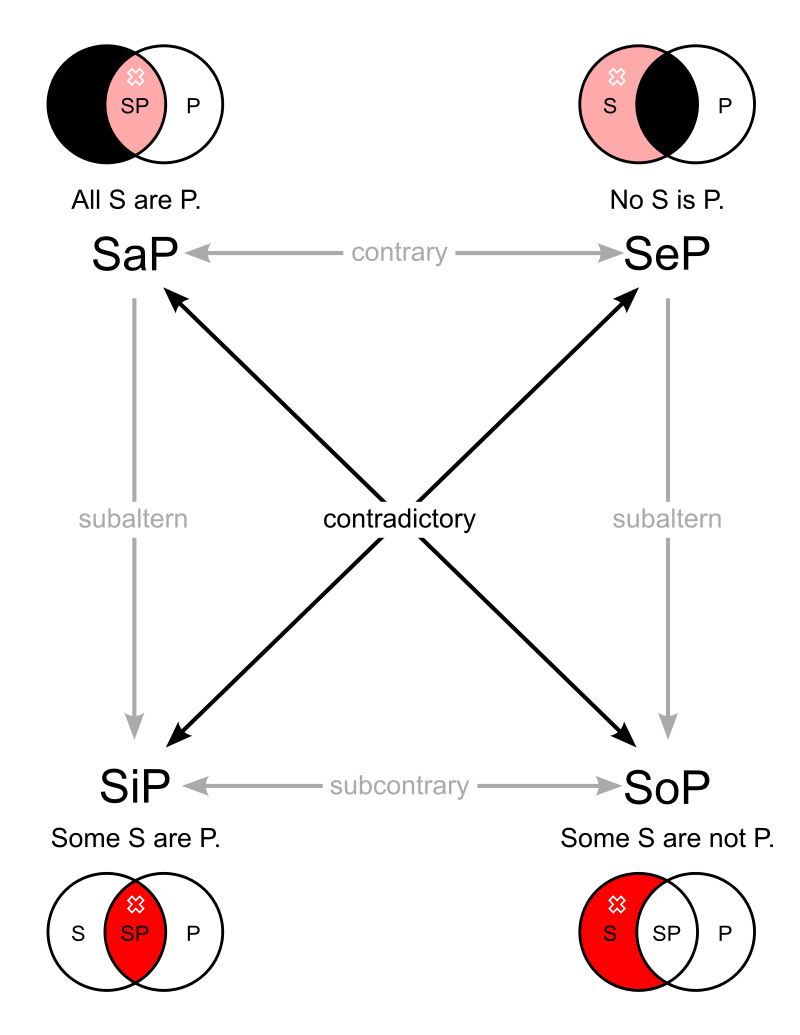 SP P
S P
All S are P.
No S is P.
SaP
contrary
SeP
subaltern
contradictory
subaltern
SiP
subcontrary
SoP
Some S are P.
Some S are not P.
S SP P
S SP P